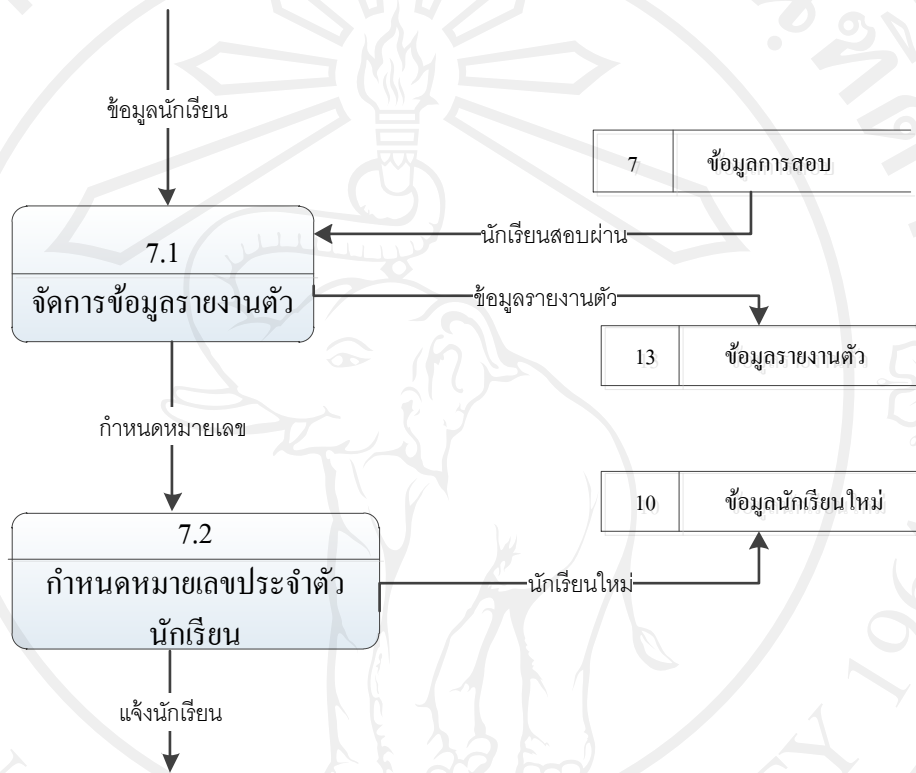 ข้อมูลนักเรียน
7 ข้อมูลการสอบ
นักเรียนสอบผ่าน
7.1
จัดการข้อมูลรายงานตัว
ข้อมูลรายงานตัว
13 ข้อมูลรายงานตัว
กำหนดหมายเลข
10 ข้อมูลนักเรียนใหม่
7.2
กำหนดหมายเลขประจำตัว
นักเรียน
นักเรียนใหม่
แจ้งนักเรียน